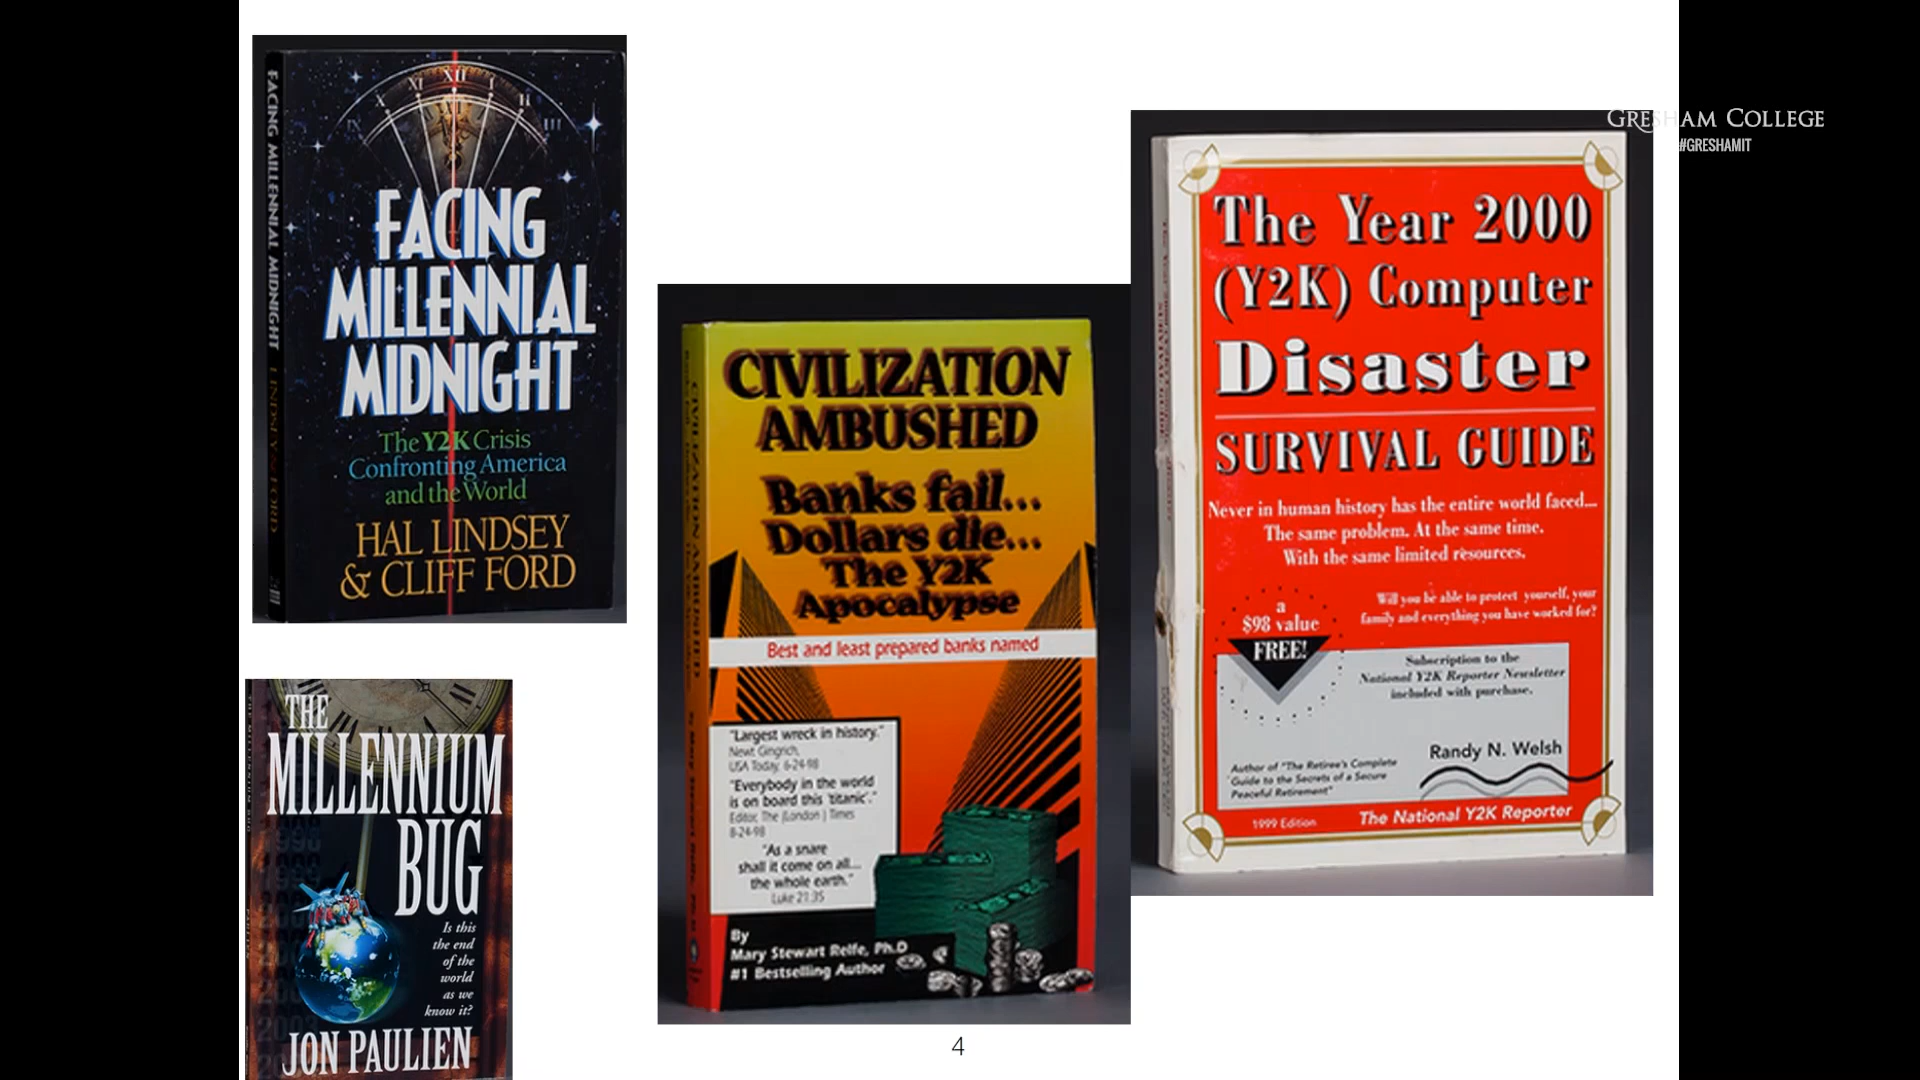 GRESHAM COLLEGE
#GRESHAMIT
FACING MILLENNIAL MIDNIGHT LINDSEY FORD
IX X XI XII I II III
FACING
MILLENNIAL
MIDNIGHT
The Y2K Crisis
Confronting America
and the World
HAL LINDSEY
& CLIFF FORD
THE
MILLENNIUM
BUG
Is this
the end
of the
world
as we
know it?
JON PAULIEN
CIVILIZATION
AMBUSHED
Banks fail...
Dollars die...
The Y2K
Apocalypse
Best and least prepared banks named
"Largest wreck in history."
Newt Gingrich,
USA Today, 6-24-98
"Everybody in the world
is on board this 'titanic'."
Editor, The (London) Times
8-24-98
"As a snare
shall it come on all...
the whole earth."
Luke 21:35
By
Mary Stewart Relfe, Ph.D
#1 Bestselling Author
The Year 2000
(Y2K) Computer
Disaster
SURVIVAL GUIDE
Never in human history has the entire world faced...
The same problem. At the same time.
With the same limited resources.
Will you be able to protect yourself, your
family and everything you have worked for?
a
$98 value
FREE!
Subscription to the
National Y2K Reporter Newsletter
included with purchase.
Randy N. Welsh
Author of "The Retiree's Complete
Guide to the Secrets of a Secure
Peaceful Retirement"
1999 Edition
The National Y2K Reporter
4